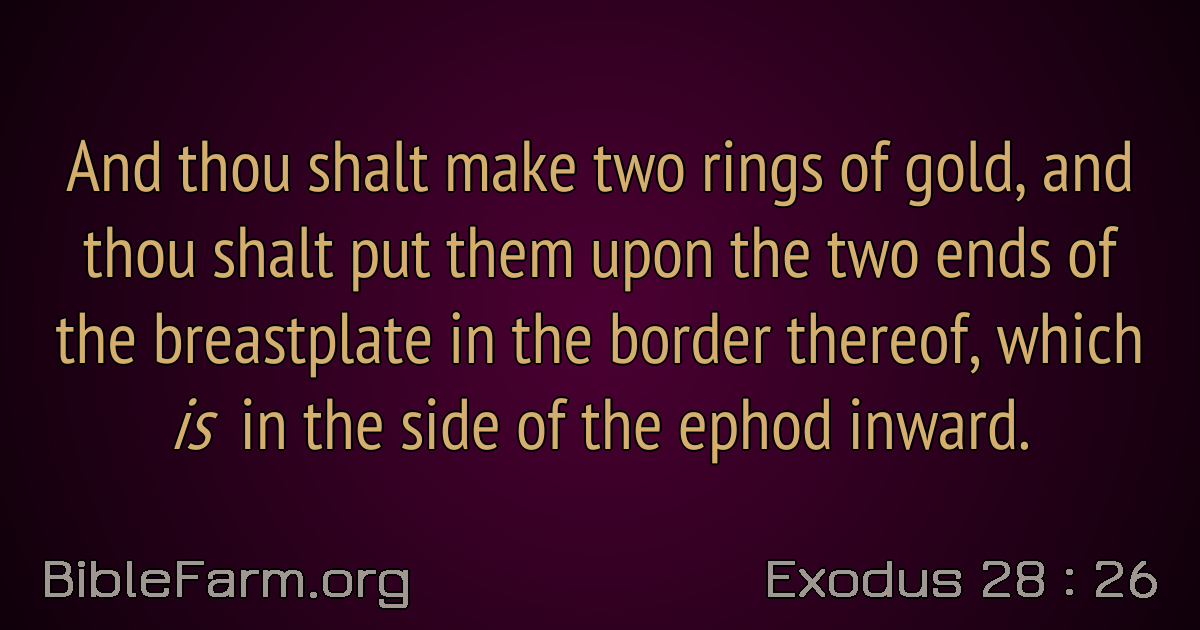 And thou shalt make two rings of gold, and
thou shalt put them upon the two ends of
the breastplate in the border thereof, which
is in the side of the ephod inward.
BibleFarm.org
Exodus 28 : 26